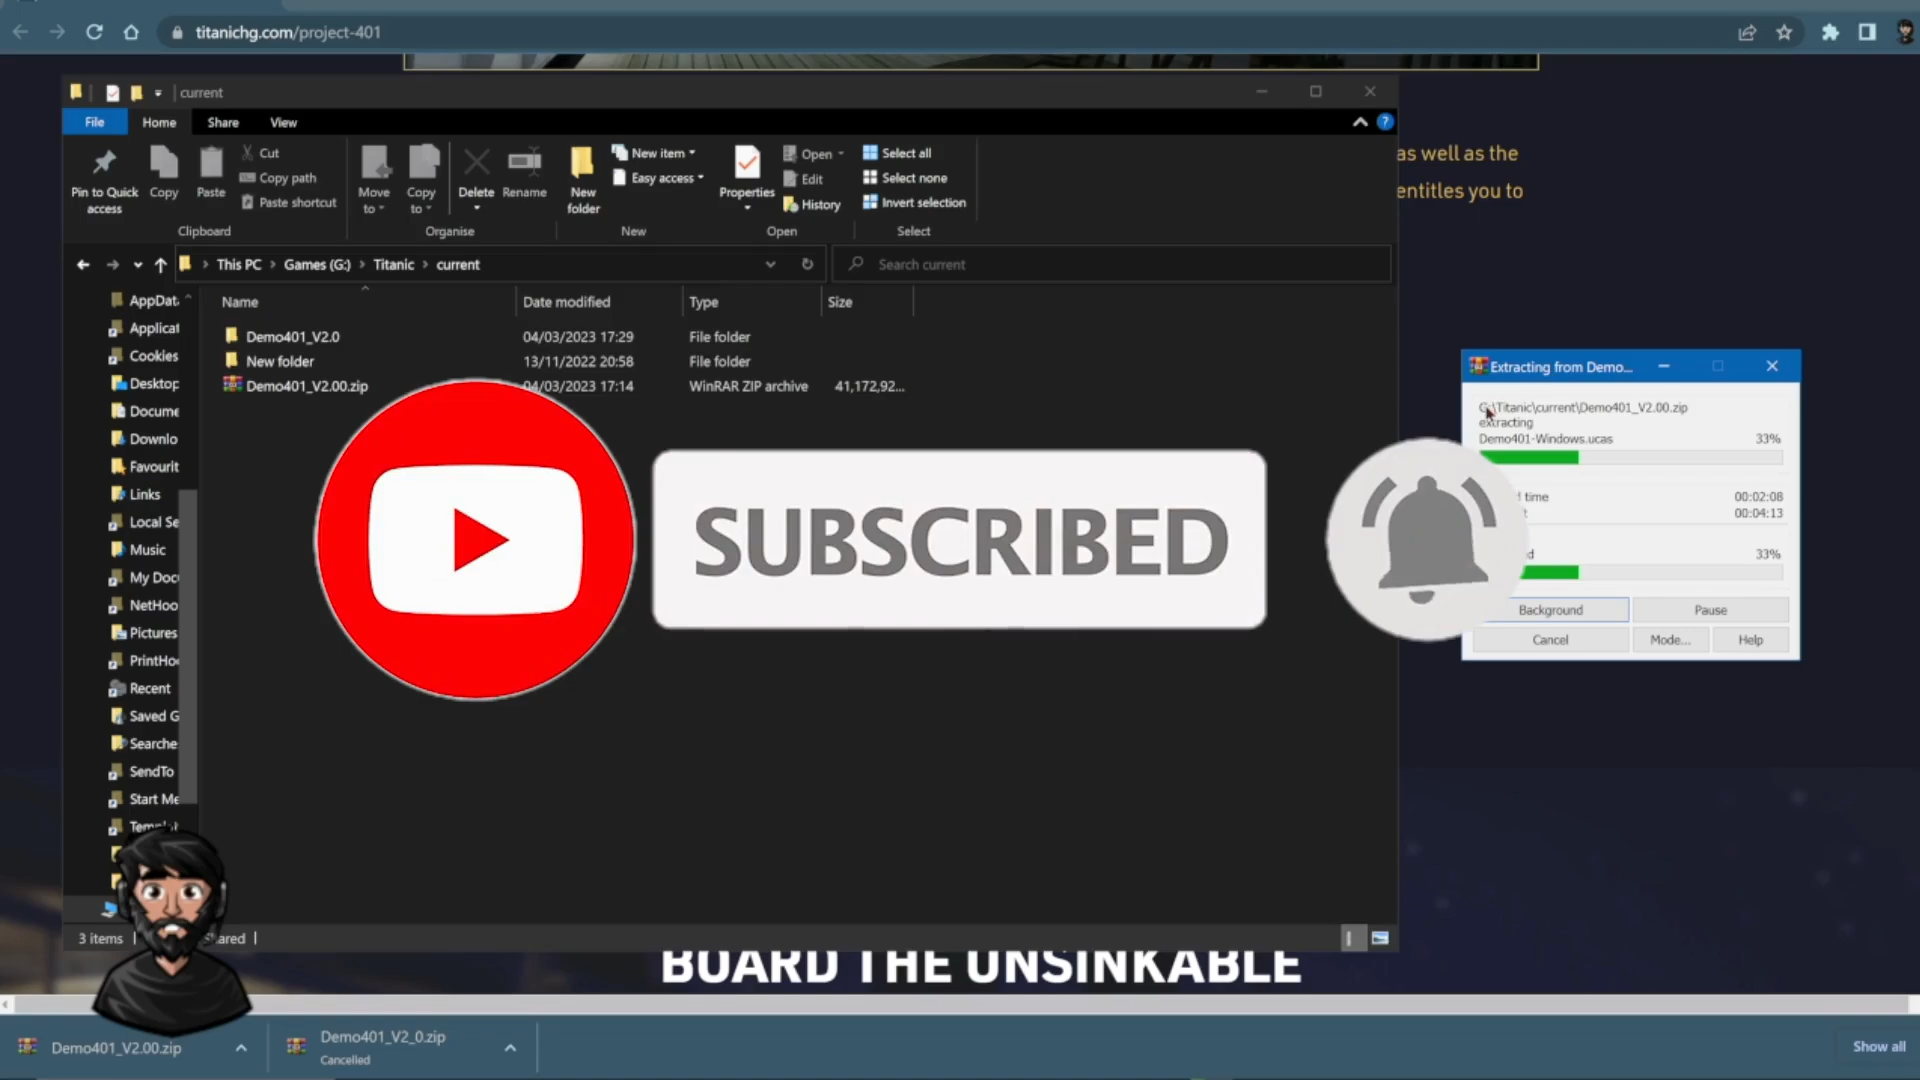 titanichg.com/project-401
current
as well as the
entitles you to
File
Home
Share
View
Pin to Quick access
Copy
Paste
Cut
Copy path
Paste shortcut
Move to
Copy to
Delete
Rename
New folder
New item
Easy access
Properties
Open
Edit
History
Select all
Select none
Invert selection
Clipboard
Organise
New
Open
Select
This PC > Games (G:) > Titanic > current
Search current
Name
Date modified
Type
Size
Demo401_V2.0
04/03/2023 17:29
File folder
New folder
13/11/2022 20:58
File folder
Demo401_V2.00.zip
04/03/2023 17:14
WinRAR ZIP archive
41,172,92...
AppData
Applicat
Cookies
Desktop
Docume
Downlo
Favourit
Links
Local Se
Music
My Doc
NetHoo
Pictures
PrintHo
Recent
Saved G
Searche
SendTo
Start Me
Templat
3 items
SUBSCRIBED
Extracting from Demo...
G:\Titanic\current\Demo401_V2.00.zip
extracting
Demo401-Windows.ucas
33%
time
00:02:08
00:04:13
33%
Background
Pause
Cancel
Mode...
Help
BOARD THE UNSINKABLE
Demo401_V2.00.zip
Demo401_V2_0.zip
Cancelled
Show all